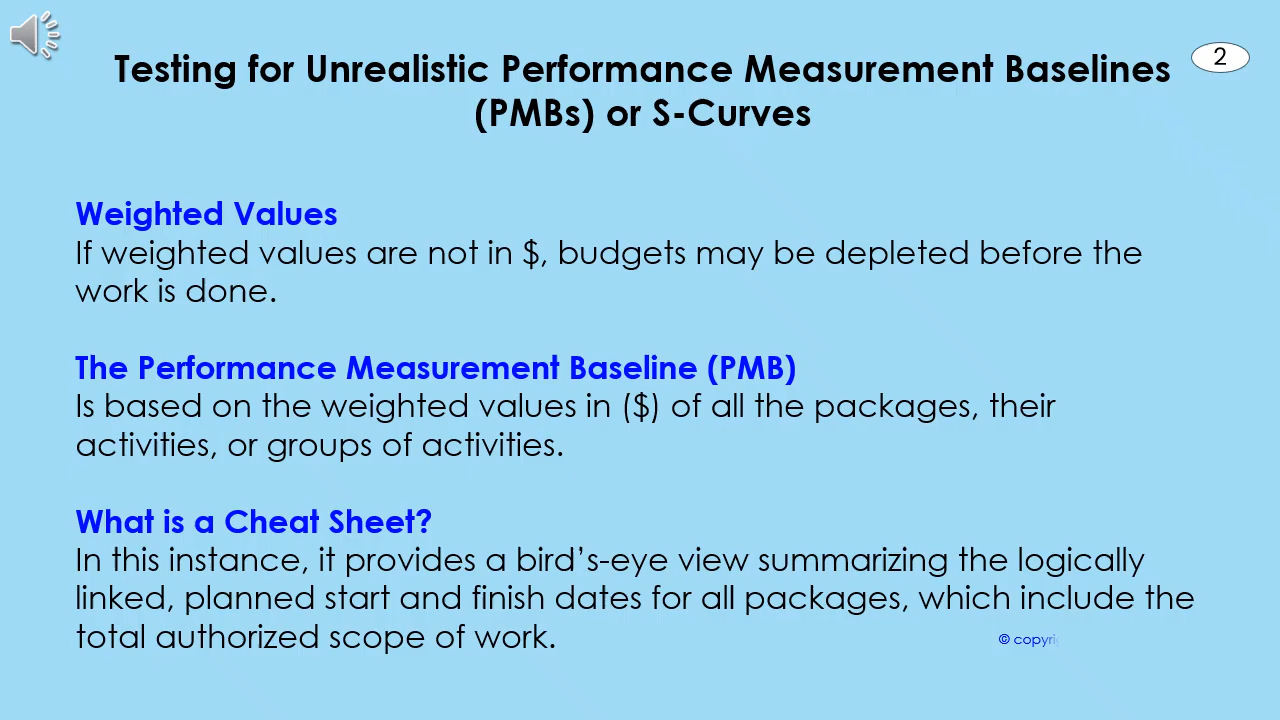 2
Testing for Unrealistic Performance Measurement Baselines
(PMBs) or S-Curves
Weighted Values
If weighted values are not in $, budgets may be depleted before the
work is done.
The Performance Measurement Baseline (PMB)
Is based on the weighted values in ($) of all the packages, their
activities, or groups of activities.
What is a Cheat Sheet?
In this instance, it provides a bird’s-eye view summarizing the logically
linked, planned start and finish dates for all packages, which include the
total authorized scope of work.
©